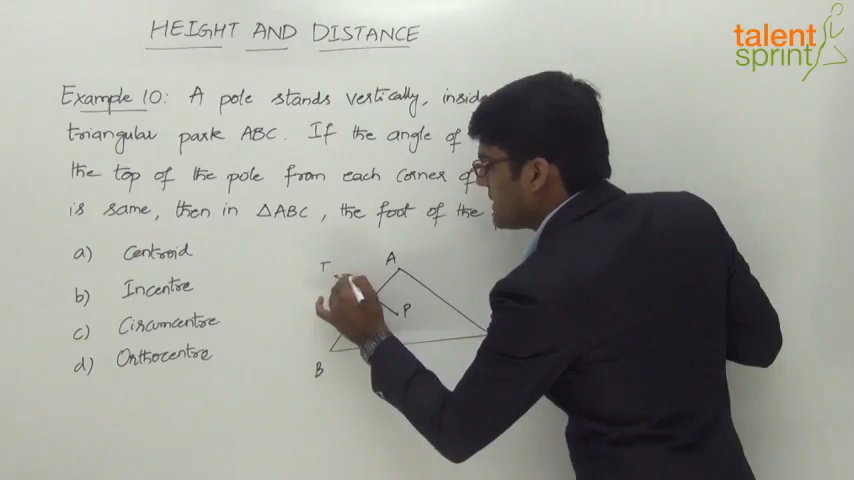 HEIGHT AND DISTANCE
talent
sprint
Example 10: A pole stands vertically, inside
triangular park ABC. If the angle of
the top of the pole from each corner of
is same, then in △ABC, the foot of the
a) Centroid
b) Incentre
c) Circumcentre
d) Orthocentre
T
A
P
B